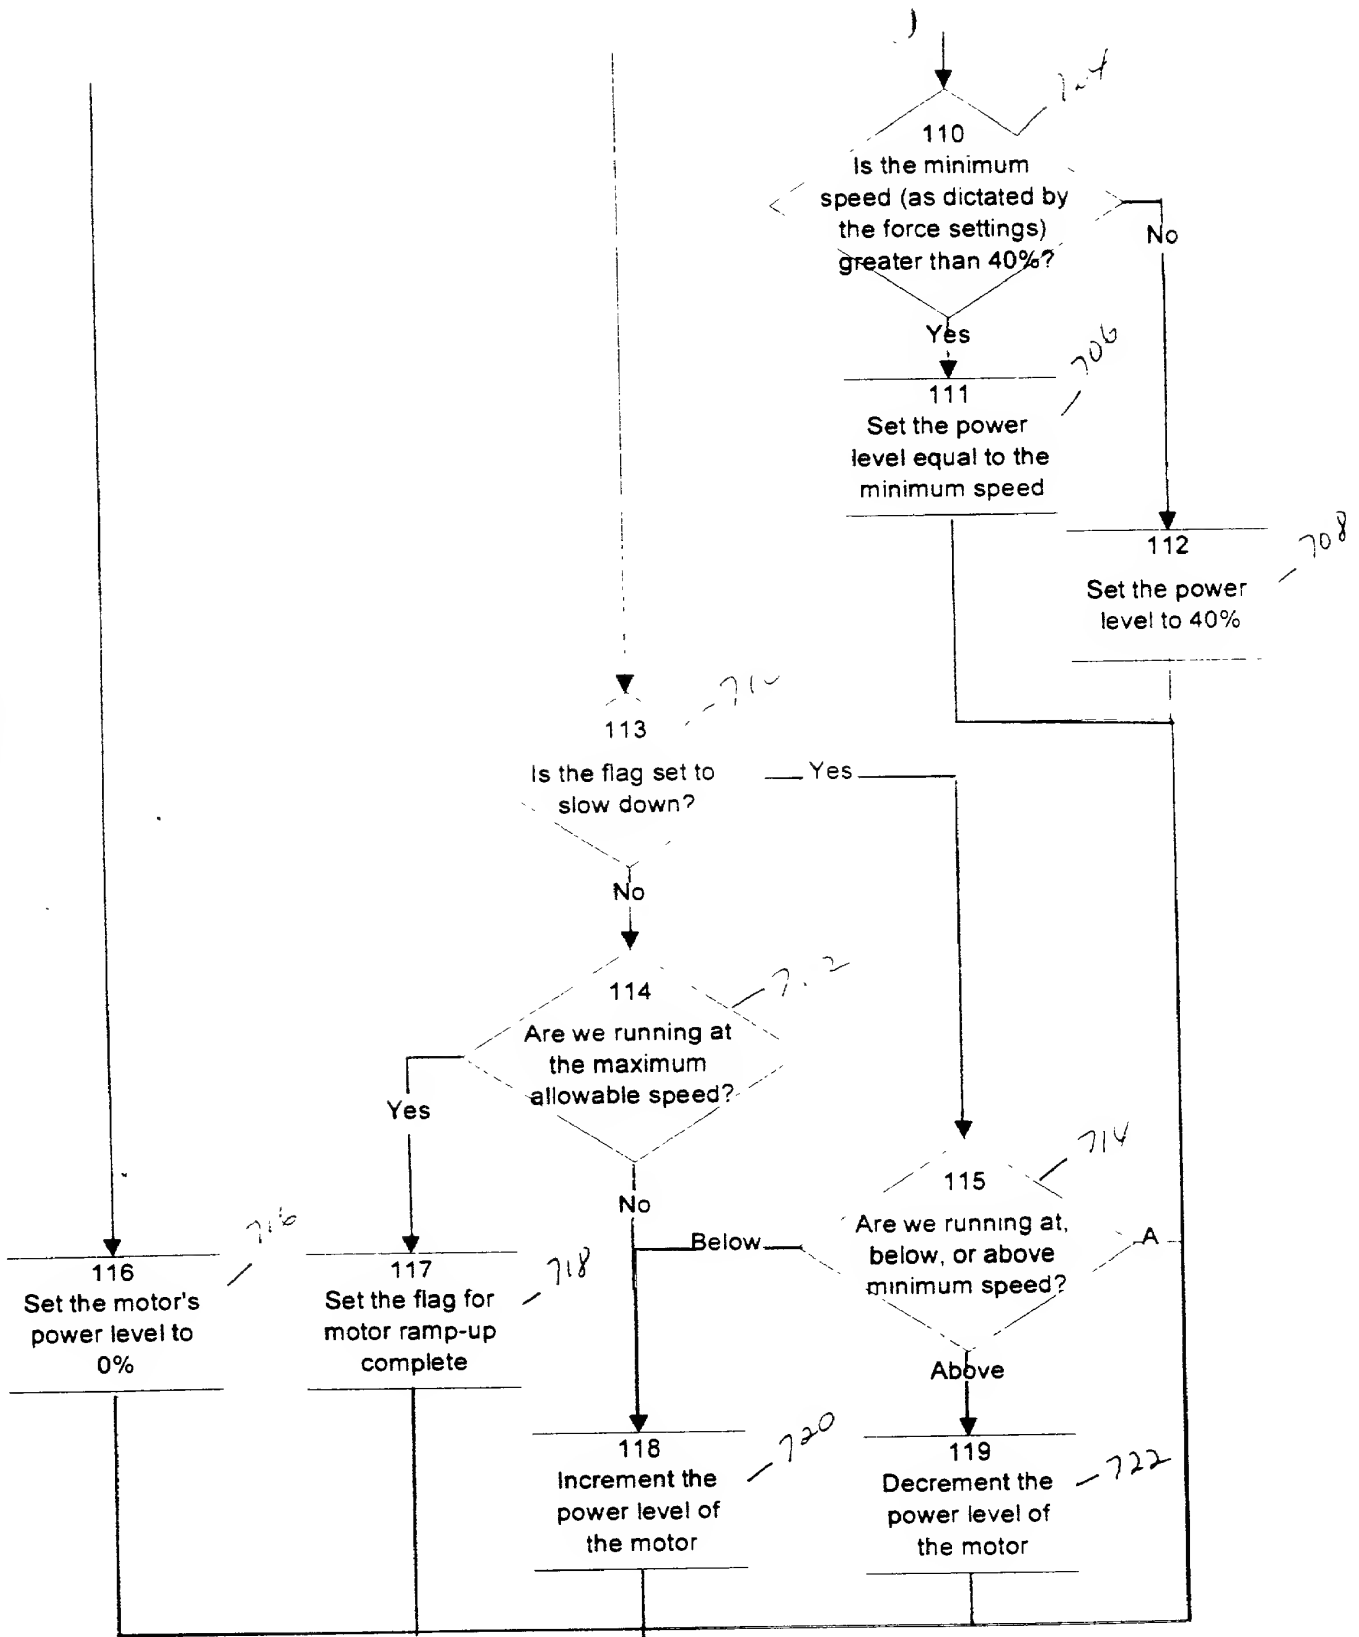 110
Is the minimum
speed (as dictated by
the force settings)
greater than 40%?
No
Yes
706
111
Set the power
level equal to the
minimum speed
708
112
Set the power
level to 40%
113
Is the flag set to
slow down?
Yes
No
114
Are we running at
the maximum
allowable speed?
Yes
No
714
115
Are we running at,
below, or above
minimum speed?
Below
A
Above
716
116
Set the motor's
power level to
0%
718
117
Set the flag for
motor ramp-up
complete
720
118
Increment the
power level of
the motor
722
119
Decrement the
power level of
the motor